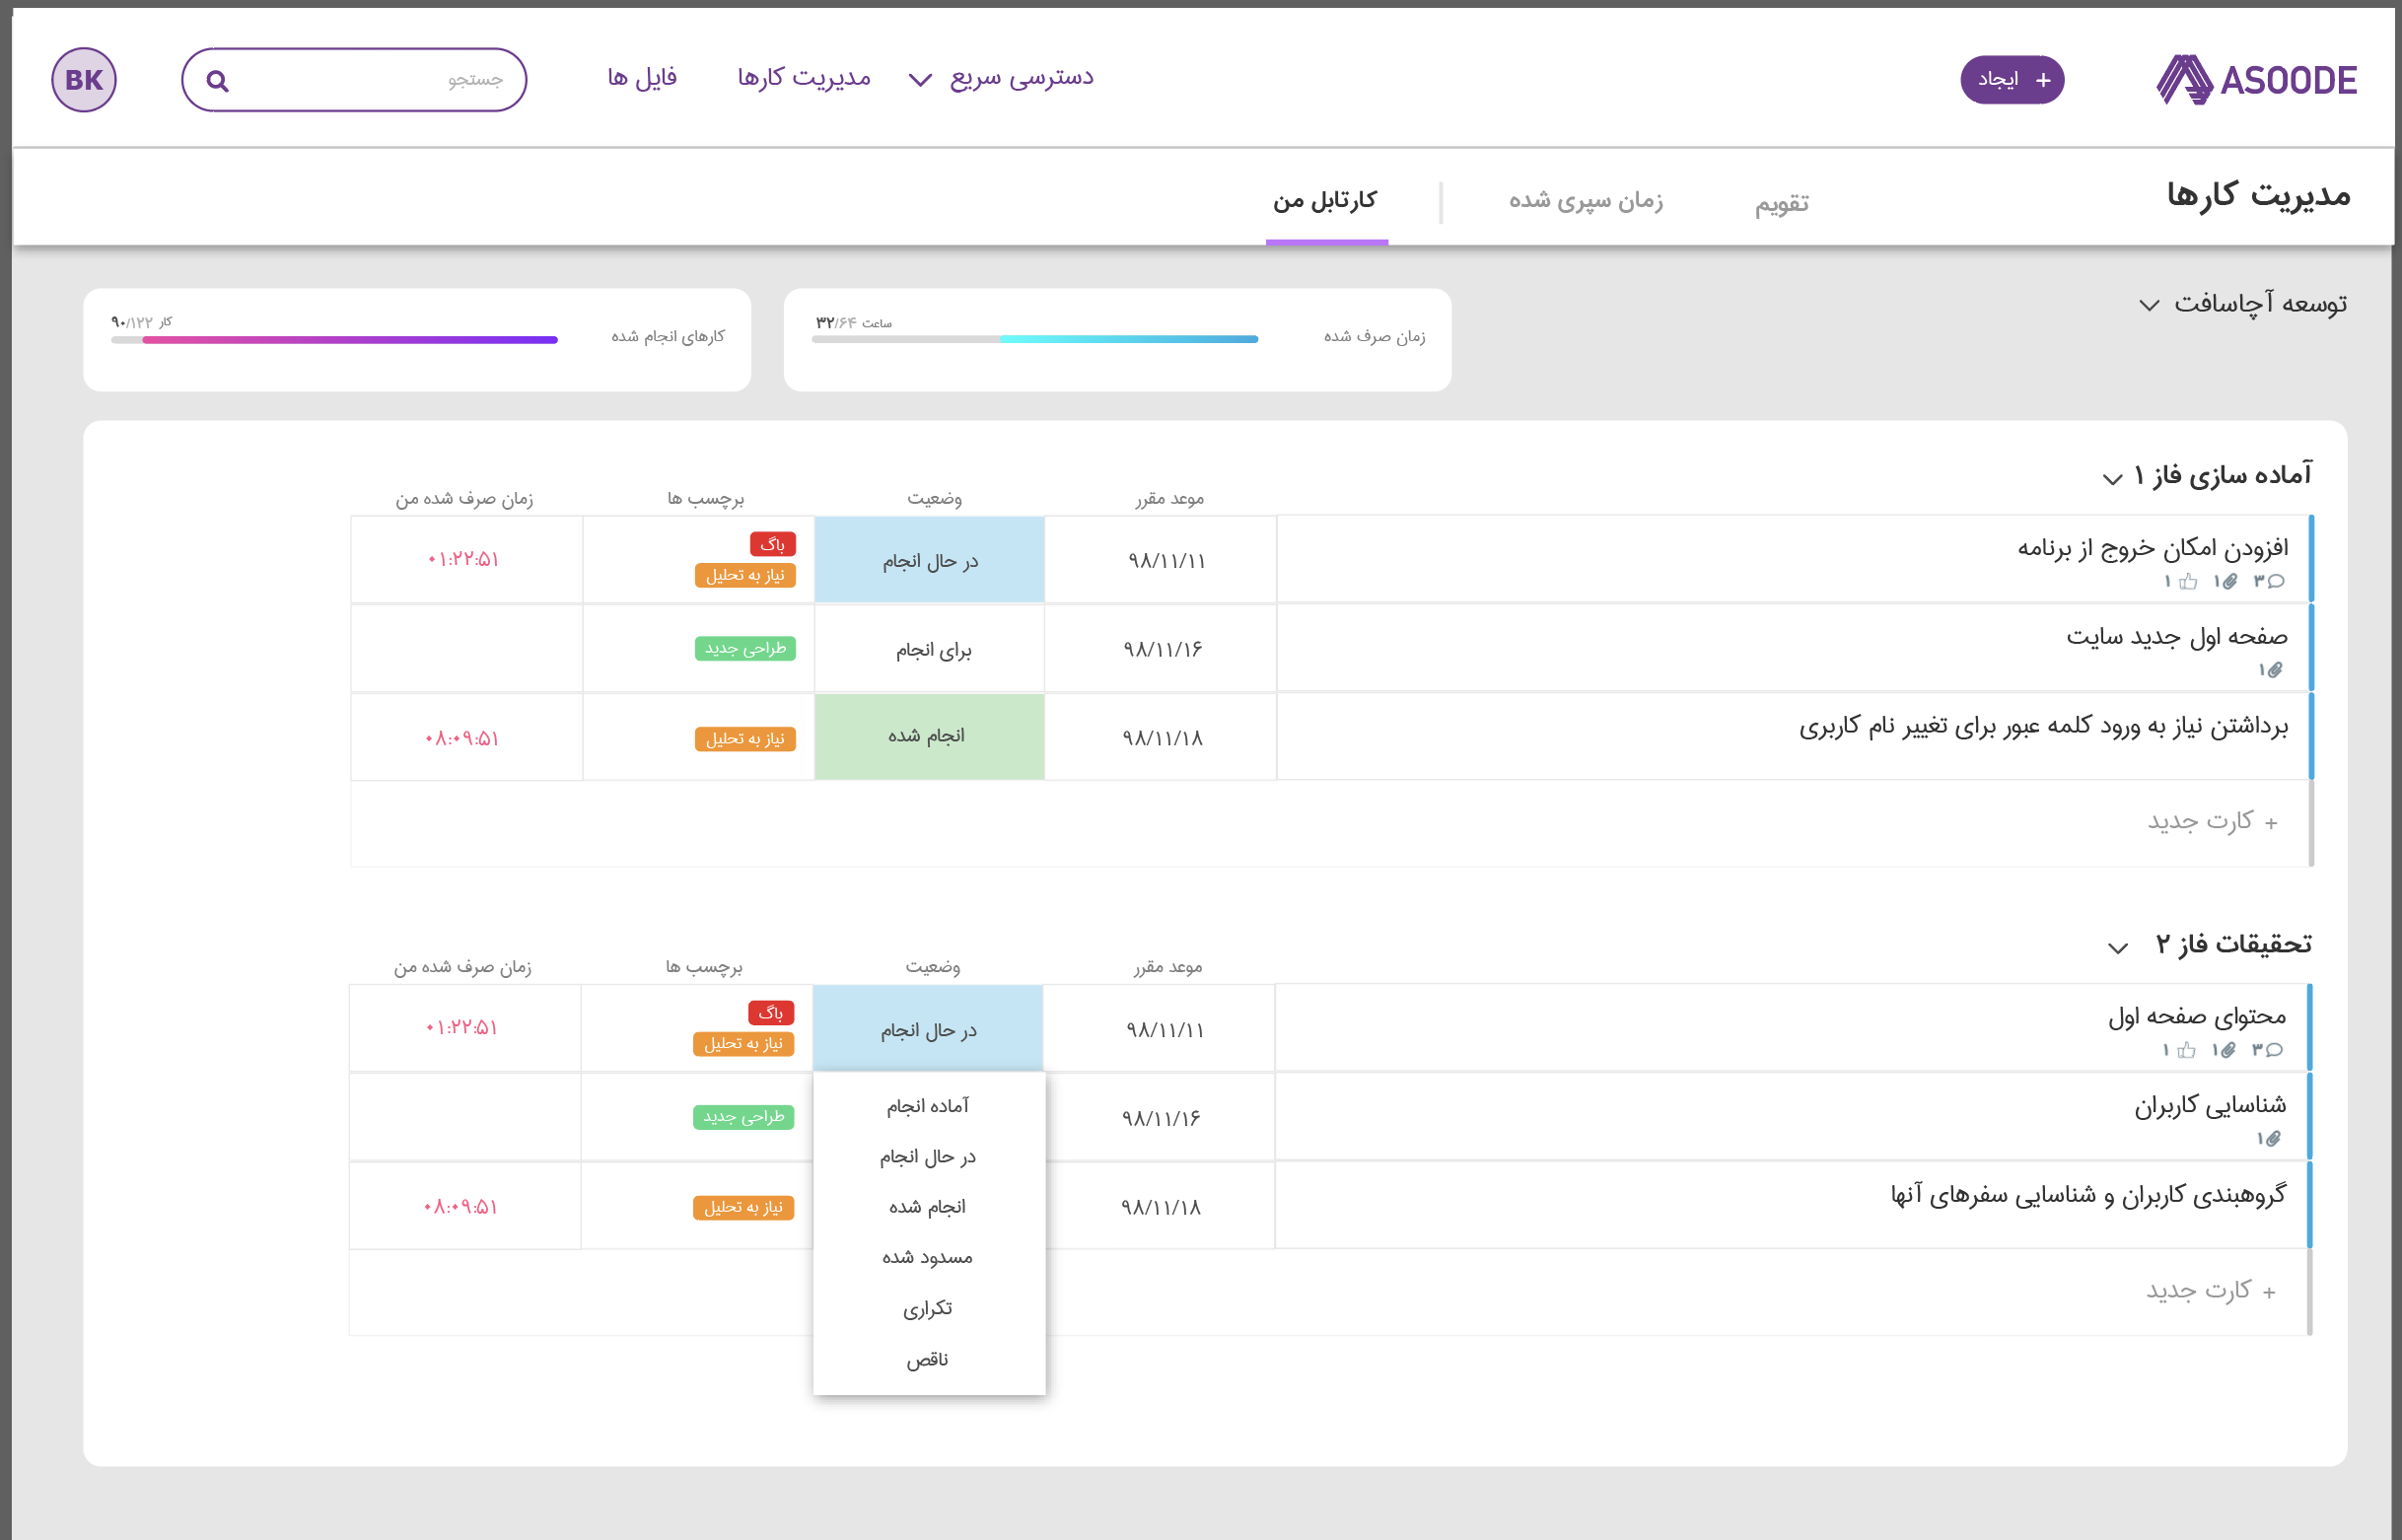 ASOODE
+ ایجاد
دسترسی سریع
مدیریت کارها
فایل ها
جستجو
BK
مدیریت کارها
تقویم
زمان سپری شده
کارتابل من
توسعه آچاسافت
زمان صرف شده
۳۲/۶۴ ساعت
کارهای انجام شده
۹۰/۱۲۲ کار
آماده سازی فاز ۱
موعد مقرر
وضعیت
برچسب ها
زمان صرف شده من
افزودن امکان خروج از برنامه
۳ ۱ ۱
۹۸/۱۱/۱۱
در حال انجام
باگ
نیاز به تحلیل
۰۱:۲۲:۵۱
صفحه اول جدید سایت
۱
۹۸/۱۱/۱۶
برای انجام
طراحی جدید
برداشتن نیاز به ورود کلمه عبور برای تغییر نام کاربری
۹۸/۱۱/۱۸
انجام شده
نیاز به تحلیل
۰۸:۰۹:۵۱
+ کارت جدید
تحقیقات فاز ۲
موعد مقرر
وضعیت
برچسب ها
زمان صرف شده من
محتوای صفحه اول
۳ ۱ ۱
۹۸/۱۱/۱۱
در حال انجام
باگ
نیاز به تحلیل
۰۱:۲۲:۵۱
شناسایی کاربران
۱
۹۸/۱۱/۱۶
طراحی جدید
گروهبندی کاربران و شناسایی سفرهای آنها
۹۸/۱۱/۱۸
نیاز به تحلیل
۰۸:۰۹:۵۱
+ کارت جدید
آماده انجام
در حال انجام
انجام شده
مسدود شده
تکراری
ناقص